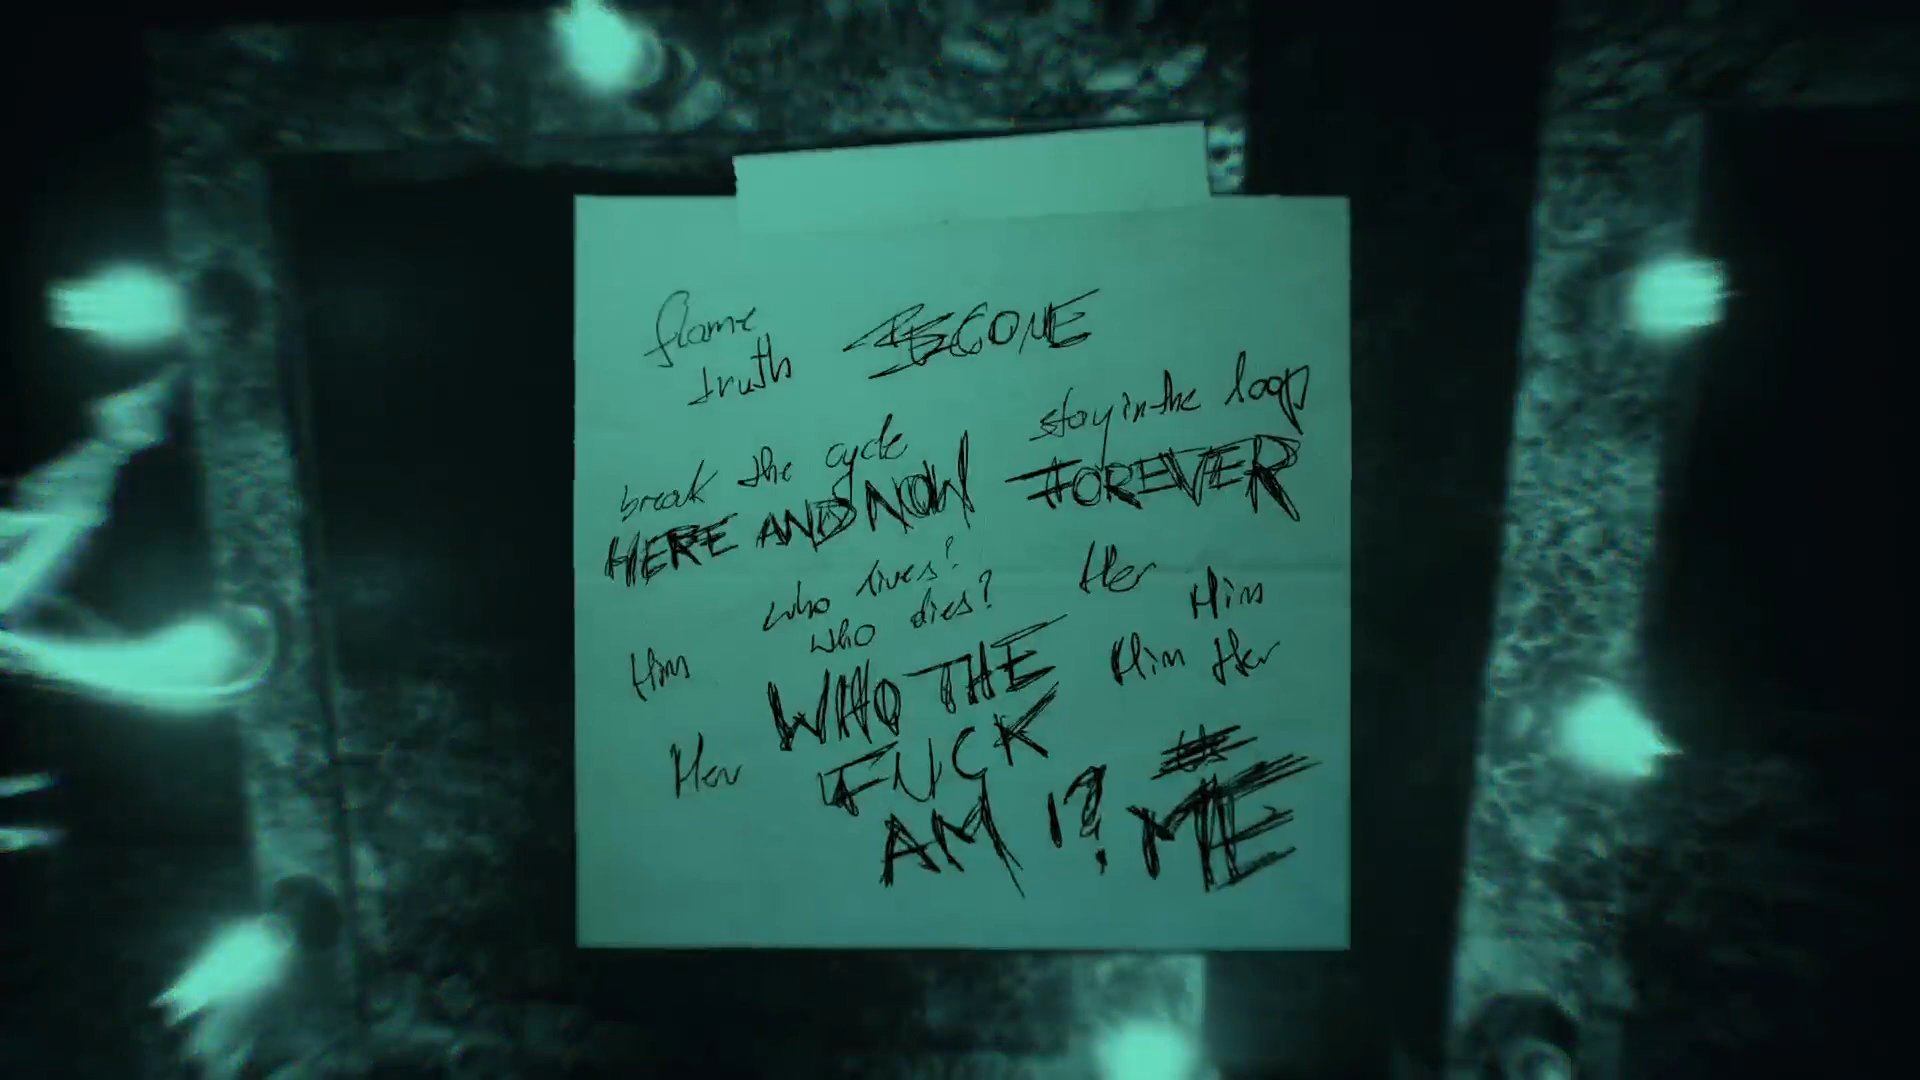 flame
truth
BECOME
break the cycle
HERE AND NOW
stay in the loop
FOREVER
who lives?
who dies?
Her
Him
Him
Him Her
Her
WHO THE
FUCK
AM I?
ME